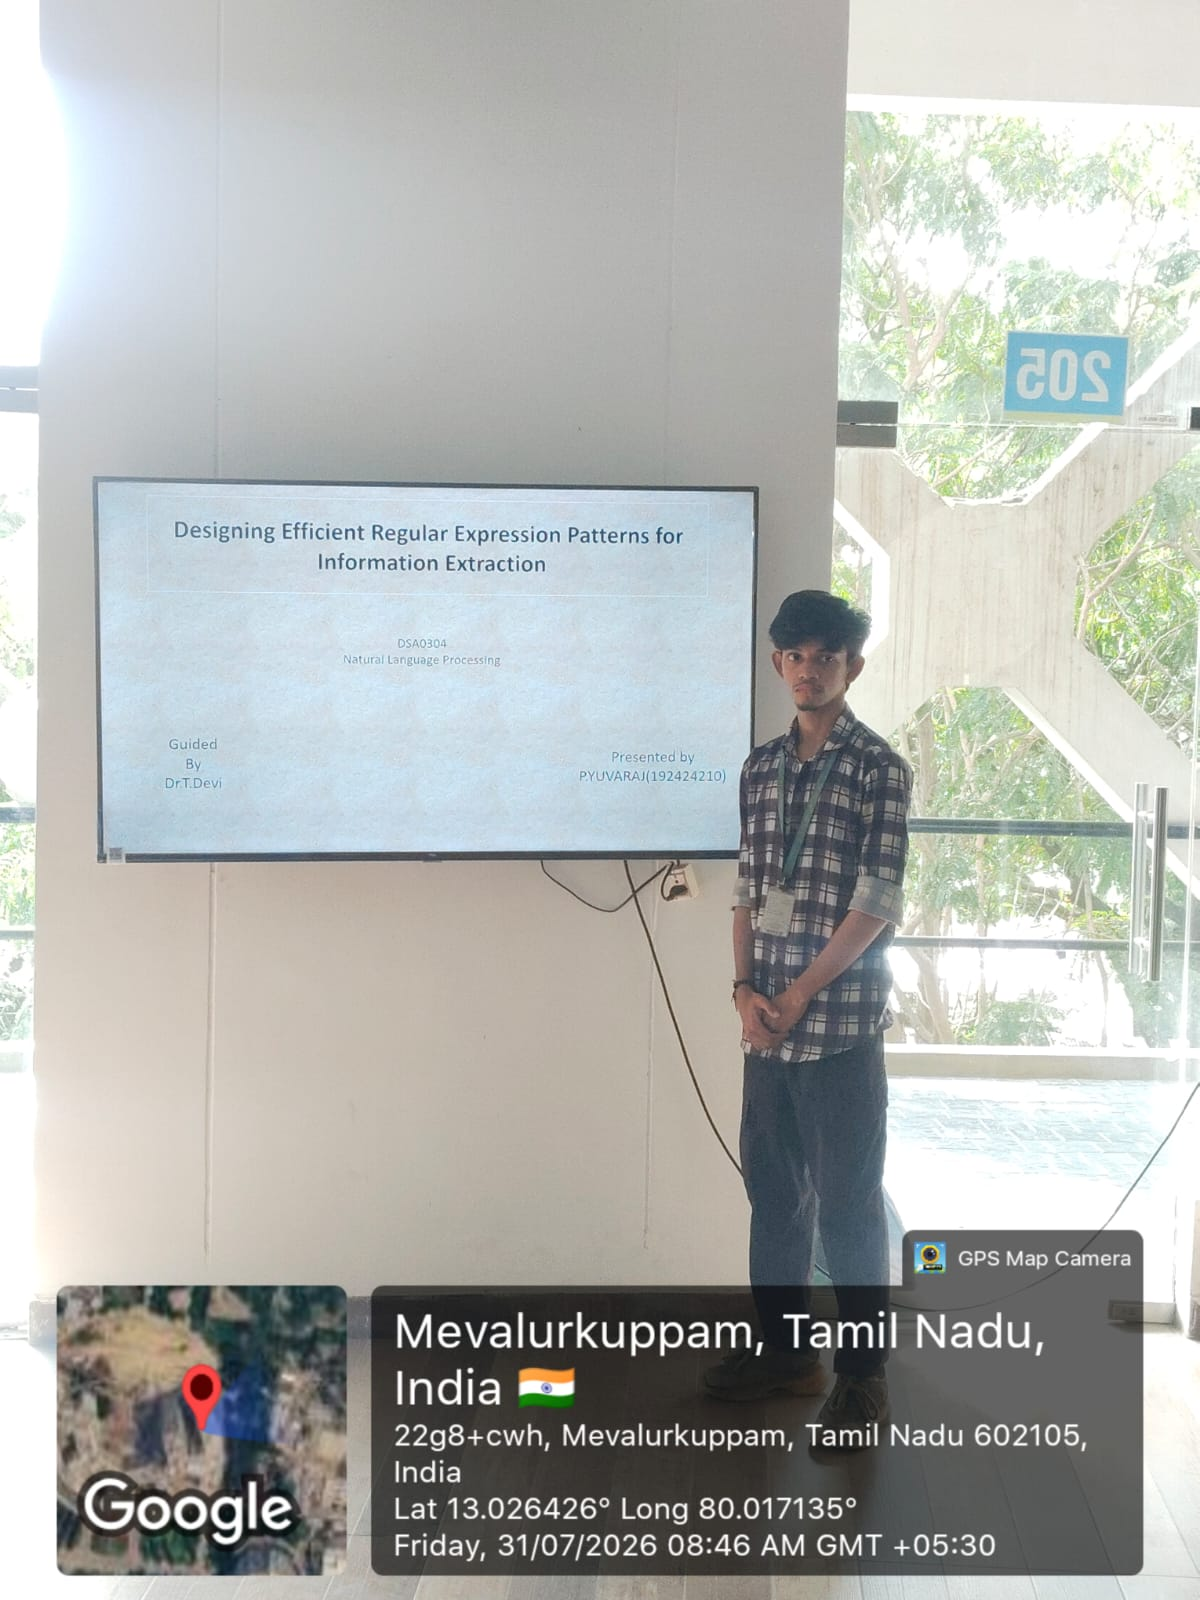 205
Designing Efficient Regular Expression Patterns for
Information Extraction
DSA0304
Natural Language Processing
Guided
By
Dr.T.Devi
Presented by
P.YUVARAJ(192424210)
GPS Map Camera
Mevalurkuppam, Tamil Nadu,
India
22g8+cwh, Mevalurkuppam, Tamil Nadu 602105,
India
Lat 13.026426° Long 80.017135°
Friday, 31/07/2026 08:46 AM GMT +05:30
Google